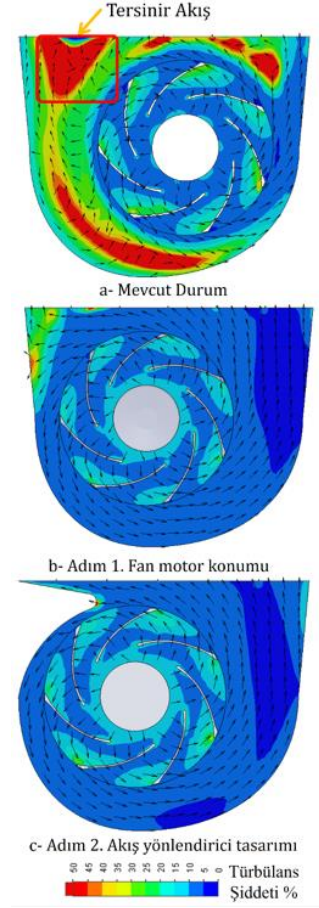 Tersinir Akış
a- Mevcut Durum
b- Adım 1. Fan motor konumu
c- Adım 2. Akış yönlendirici tasarımı
50 45 40 35 30 25 20 15 10 5 0
Türbülans
Şiddeti %